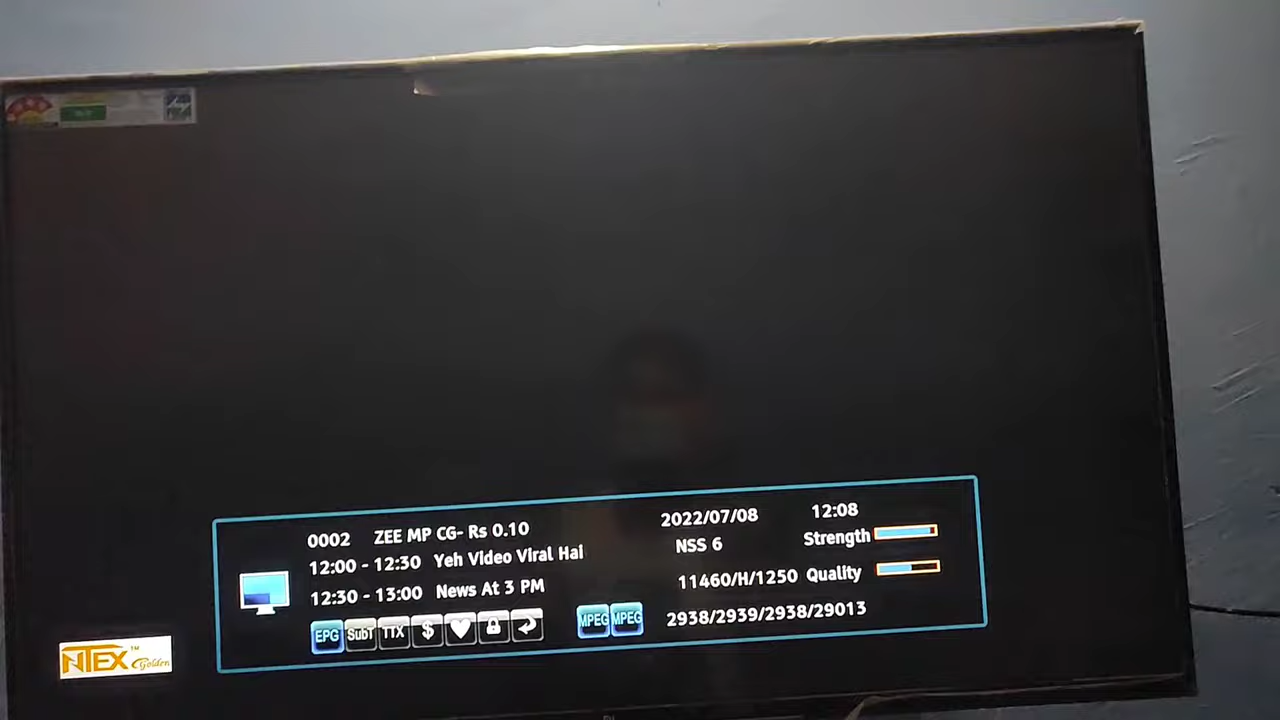 0002 ZEE MP CG- Rs 0.10
12:00 - 12:30 Yeh Video Viral Hai
12:30 - 13:00 News At 3 PM
EPG SubT TTX $ MPEG MPEG
2022/07/08 12:08
NSS 6 Strength
11460/H/1250 Quality
2938/2939/2938/29013
NTEX™ Golden